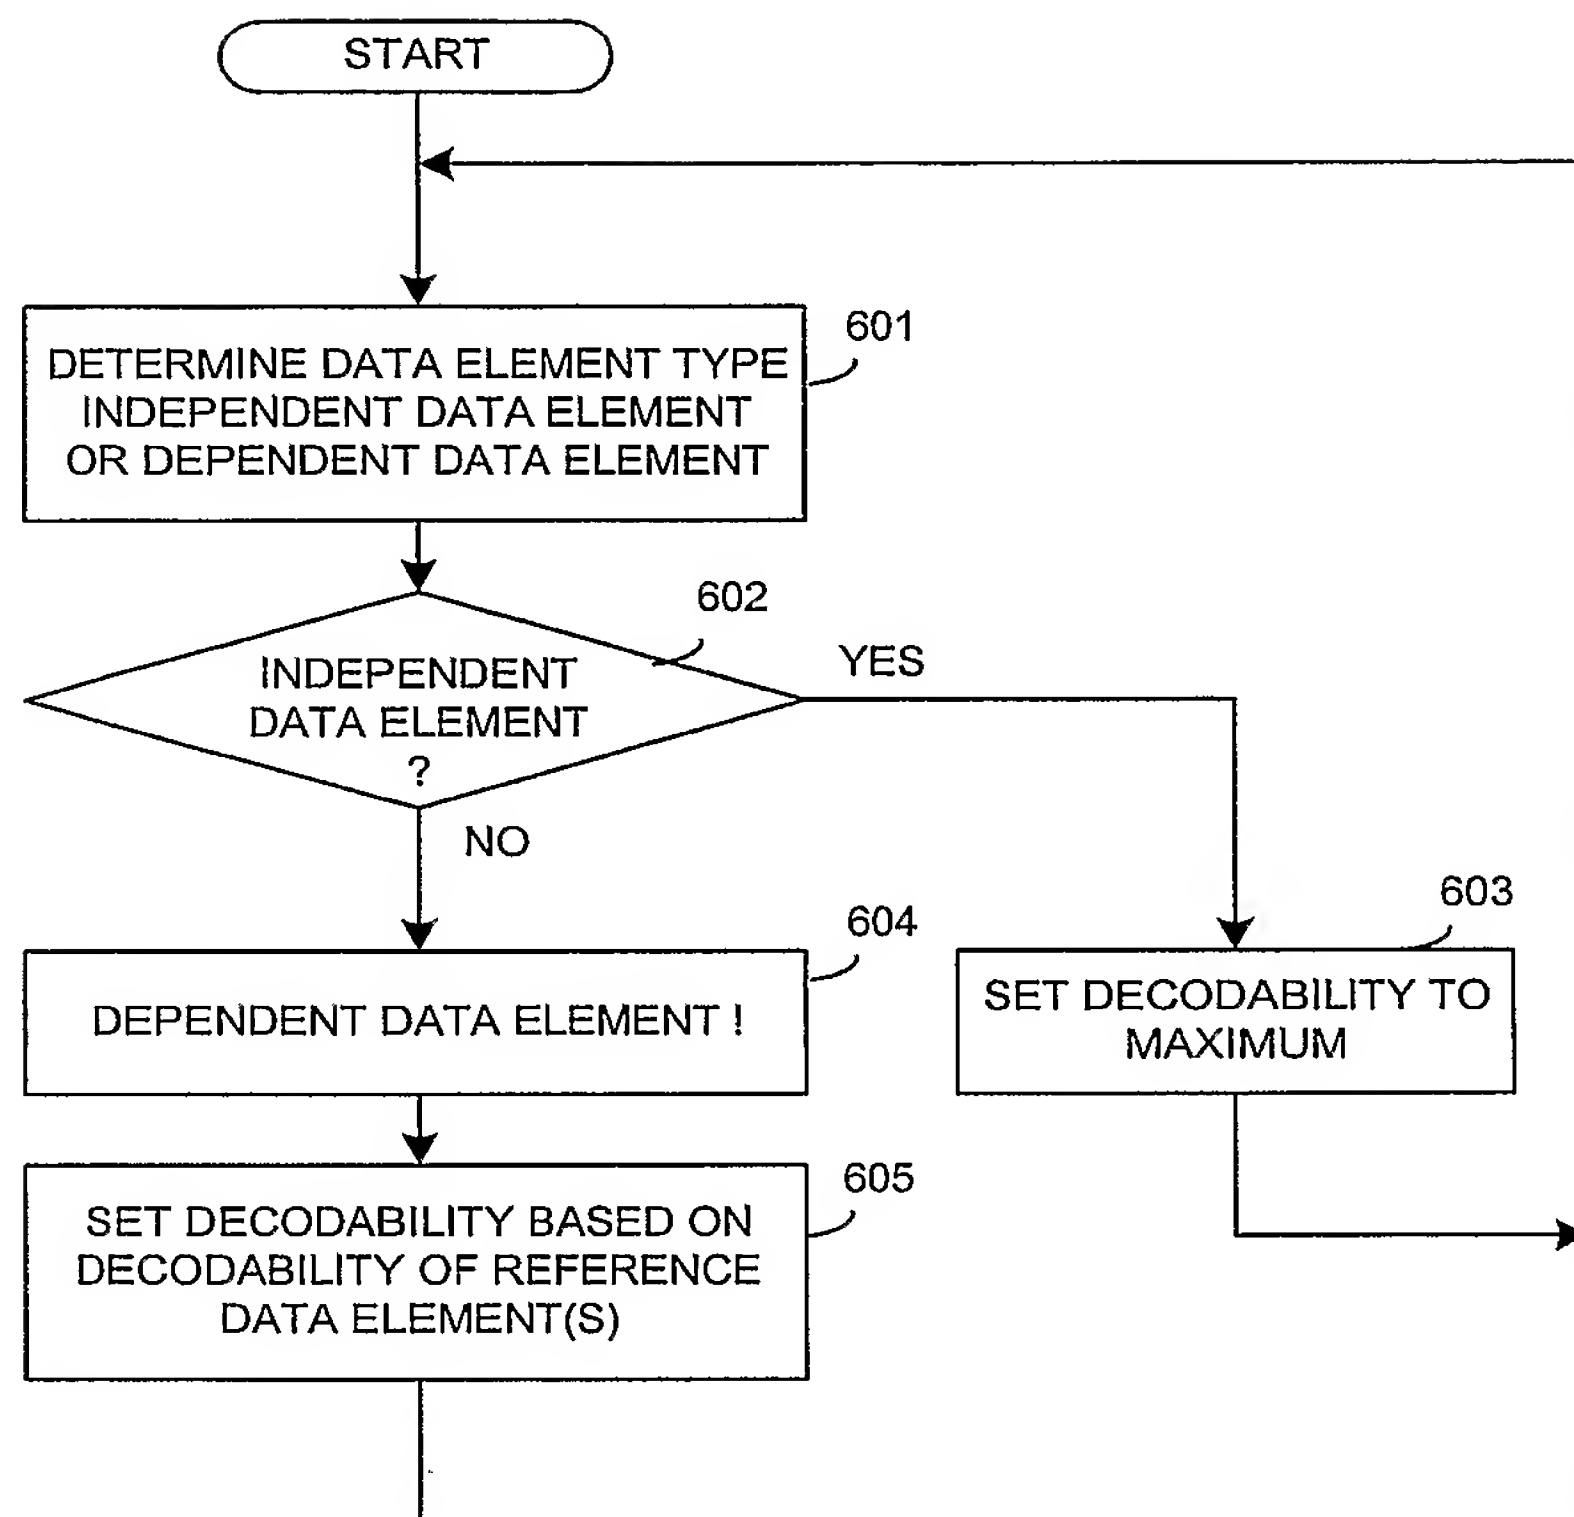 START
601
DETERMINE DATA ELEMENT TYPE
INDEPENDENT DATA ELEMENT
OR DEPENDENT DATA ELEMENT
602
INDEPENDENT
DATA ELEMENT
?
YES
NO
603
SET DECODABILITY TO
MAXIMUM
604
DEPENDENT DATA ELEMENT !
605
SET DECODABILITY BASED ON
DECODABILITY OF REFERENCE
DATA ELEMENT(S)